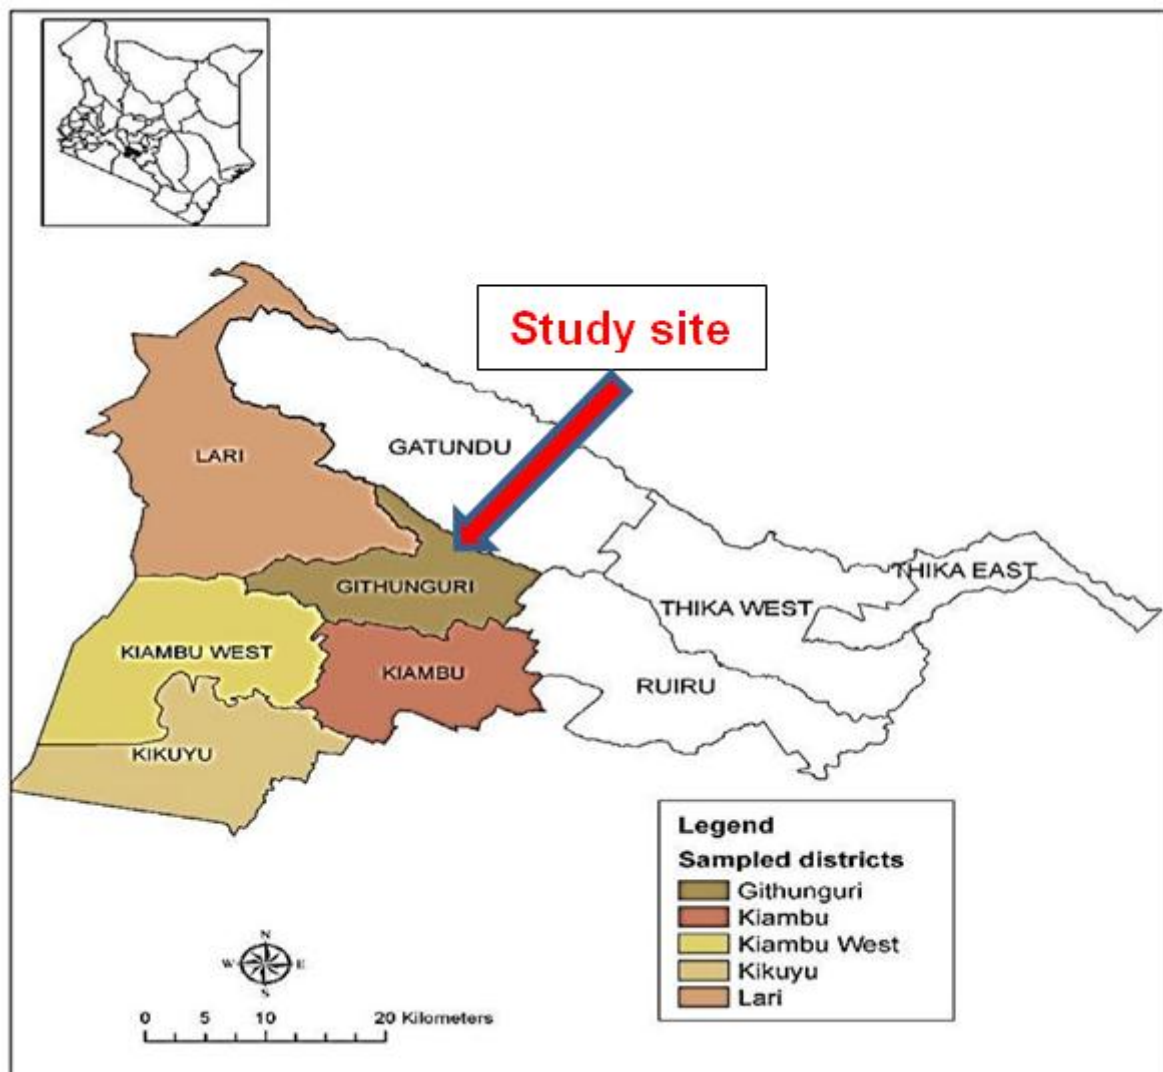 Study site
GATUNDU
LARI
THIKA EAST
GITHUNGURI
THIKA WEST
KIAMBU WEST
KIAMBU
RUIRU
KIKUYU
Legend
Sampled districts
Githunguri
Kiambu
Kiambu West
Kikuyu
Lari
N
W E
S
0 5 10 20 Kilometers